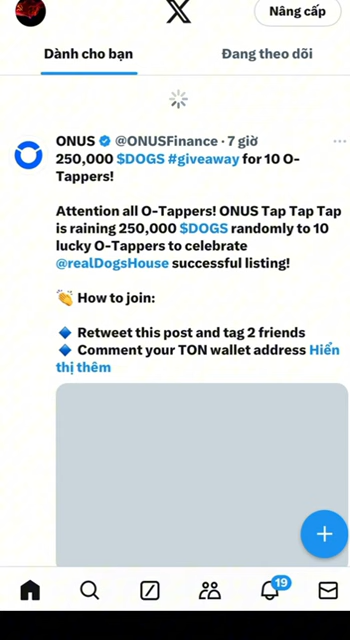 Nâng cấp
Dành cho bạn
Đang theo dõi
ONUS @ONUSFinance · 7 giờ
250,000 $DOGS #giveaway for 10 O-
Tappers!
Attention all O-Tappers! ONUS Tap Tap Tap
is raining 250,000 $DOGS randomly to 10
lucky O-Tappers to celebrate
@realDogsHouse successful listing!
👏 How to join:
🔹 Retweet this post and tag 2 friends
🔹 Comment your TON wallet address Hiển
thị thêm
19